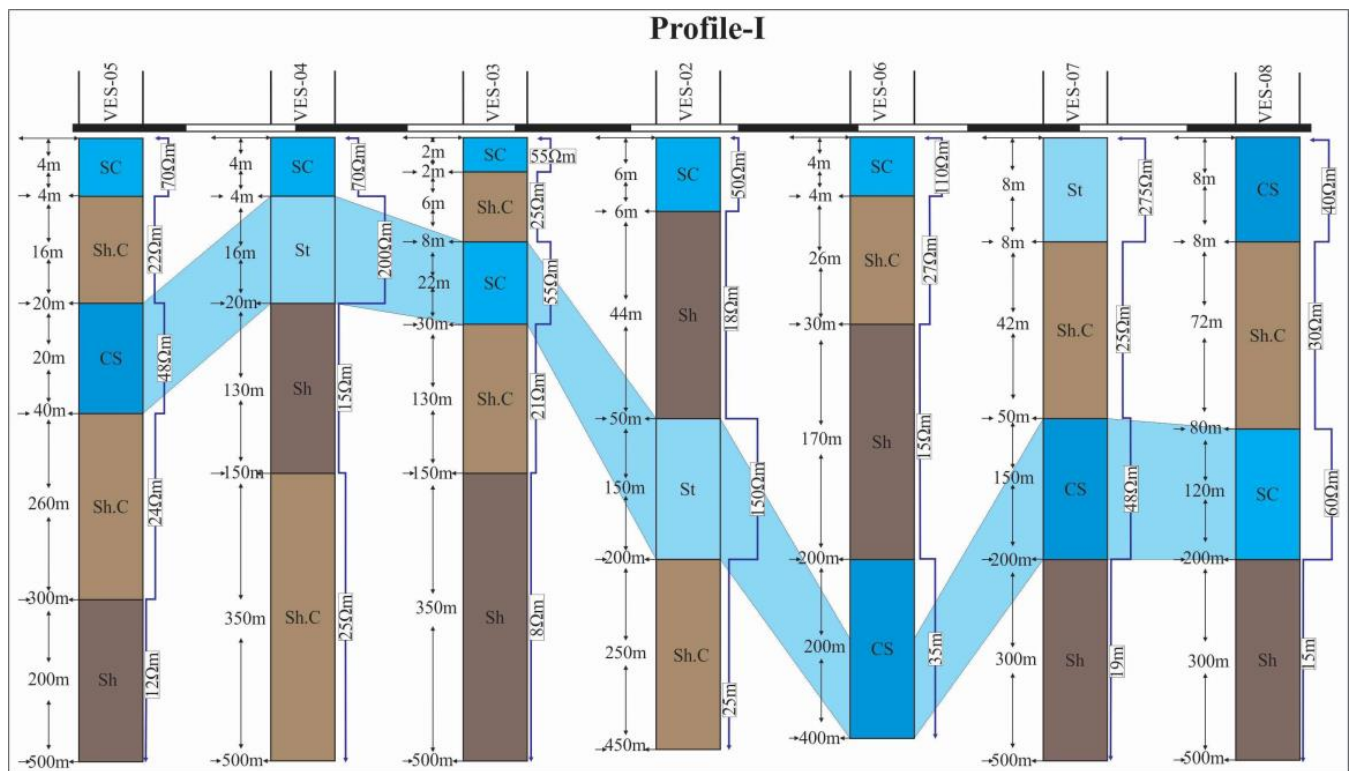 Profile-I
VES-05
VES-04
VES-03
VES-02
VES-06
VES-07
VES-08
4m
4m
16m
20m
20m
40m
260m
300m
200m
500m
SC
Sh.C
CS
Sh.C
Sh
70Ωm
22Ωm
48Ωm
24Ωm
12Ωm
4m
4m
16m
20m
130m
150m
350m
500m
SC
St
Sh
Sh.C
70Ωm
200Ωm
15Ωm
25Ωm
2m
2m
6m
8m
22m
30m
130m
150m
350m
500m
SC
Sh.C
SC
Sh.C
Sh
55Ωm
25Ωm
55Ωm
21Ωm
8Ωm
6m
6m
44m
50m
150m
200m
250m
450m
SC
Sh
St
Sh.C
50Ωm
18Ωm
150Ωm
25m
4m
4m
26m
30m
170m
200m
200m
400m
SC
Sh.C
Sh
CS
110Ωm
27Ωm
15Ωm
35m
8m
8m
42m
50m
150m
200m
300m
500m
St
Sh.C
CS
Sh
275Ωm
25Ωm
48Ωm
19m
8m
8m
72m
80m
120m
200m
300m
500m
CS
Sh.C
SC
Sh
40Ωm
30Ωm
60Ωm
15m